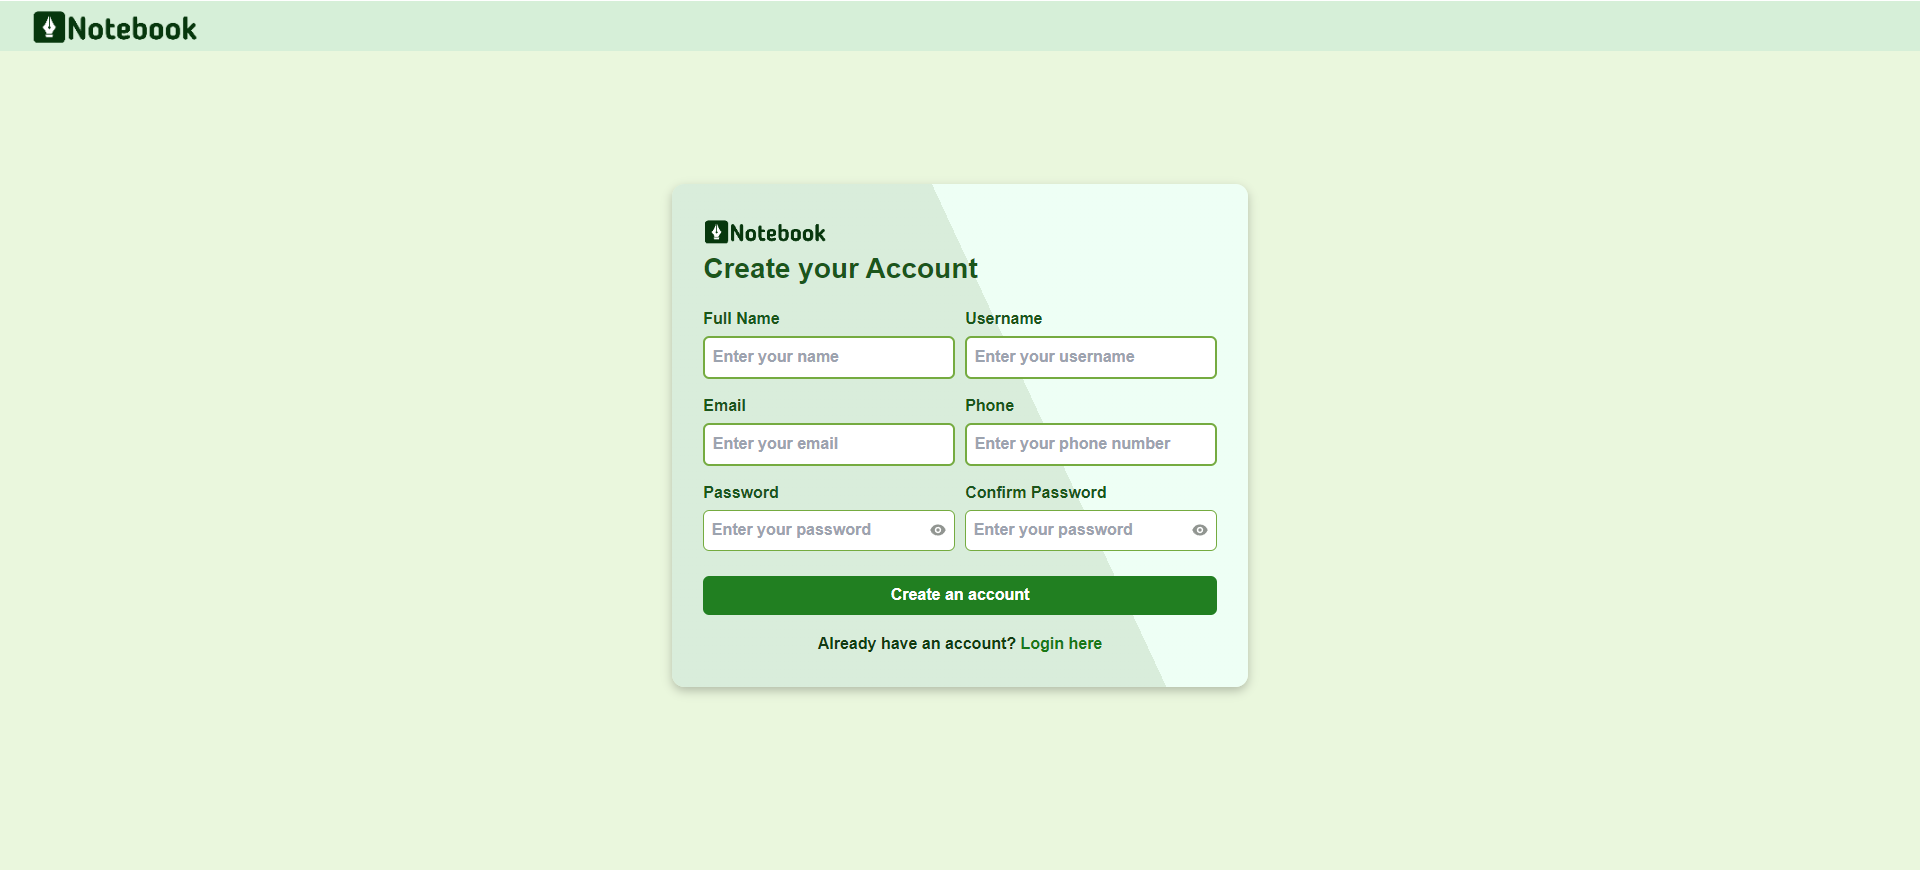 Notebook
Notebook
Create your Account
Full Name Username
Enter your name Enter your username
Email Phone
Enter your email Enter your phone number
Password Confirm Password
Enter your password Enter your password
Create an account
Already have an account? Login here